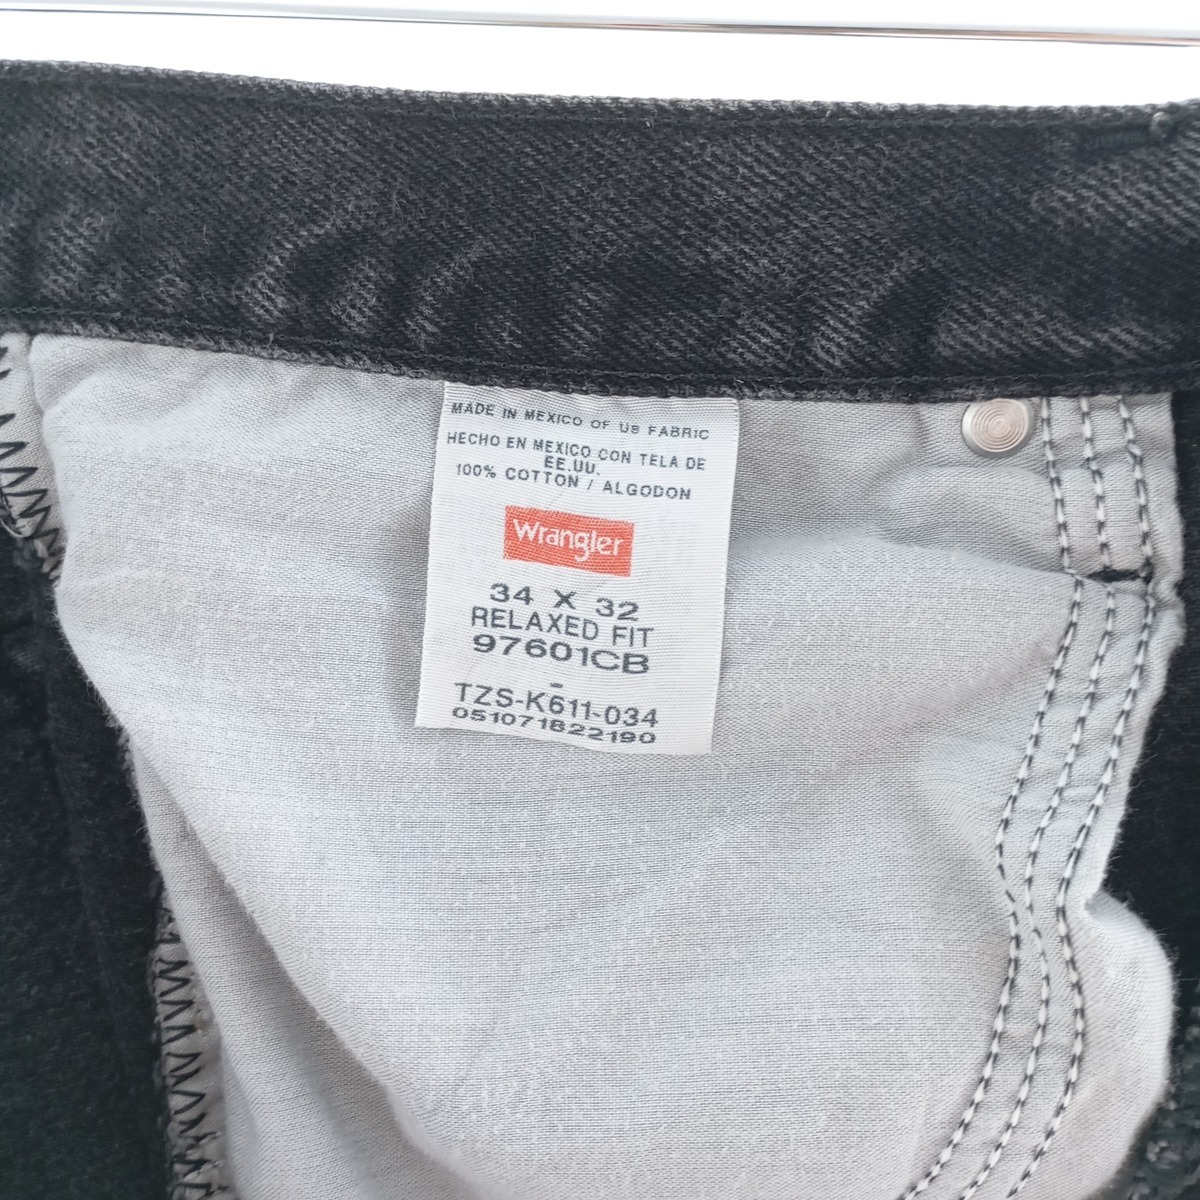 MADE IN MEXICO OF US FABRIC
HECHO EN MEXICO CON TELA DE
EE.UU.
100% COTTON / ALGODON
Wrangler
34 X 32
RELAXED FIT
97601CB
-
TZS-K611-034
051071822190